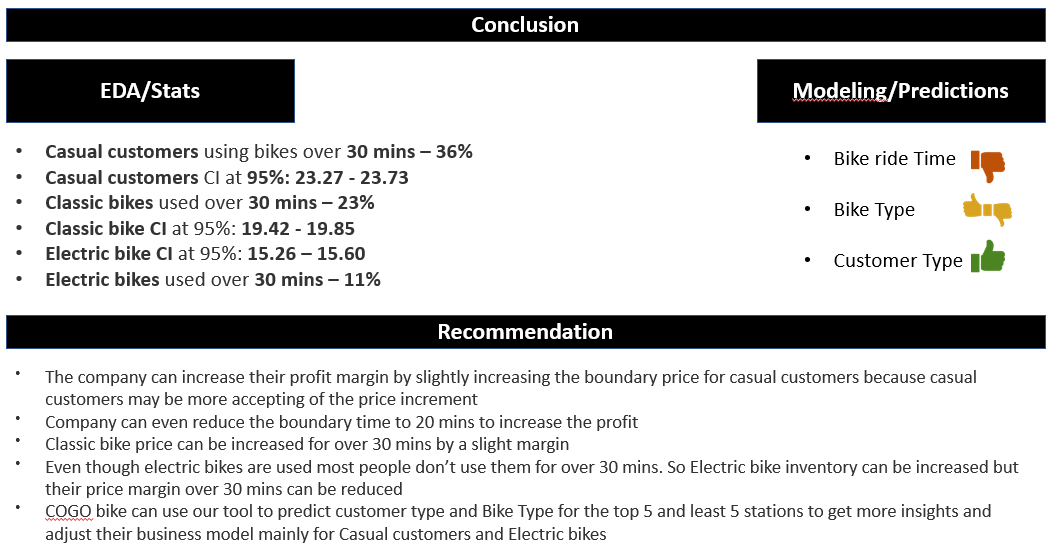 Conclusion
EDA/Stats
Modeling/Predictions
• Casual customers using bikes over 30 mins – 36%
• Casual customers CI at 95%: 23.27 - 23.73
• Classic bikes used over 30 mins – 23%
• Classic bike CI at 95%: 19.42 - 19.85
• Electric bike CI at 95%: 15.26 – 15.60
• Electric bikes used over 30 mins – 11%
• Bike ride Time
• Bike Type
• Customer Type
Recommendation
• The company can increase their profit margin by slightly increasing the boundary price for casual customers because casual
customers may be more accepting of the price increment
• Company can even reduce the boundary time to 20 mins to increase the profit
• Classic bike price can be increased for over 30 mins by a slight margin
• Even though electric bikes are used most people don’t use them for over 30 mins. So Electric bike inventory can be increased but
their price margin over 30 mins can be reduced
• COGO bike can use our tool to predict customer type and Bike Type for the top 5 and least 5 stations to get more insights and
adjust their business model mainly for Casual customers and Electric bikes